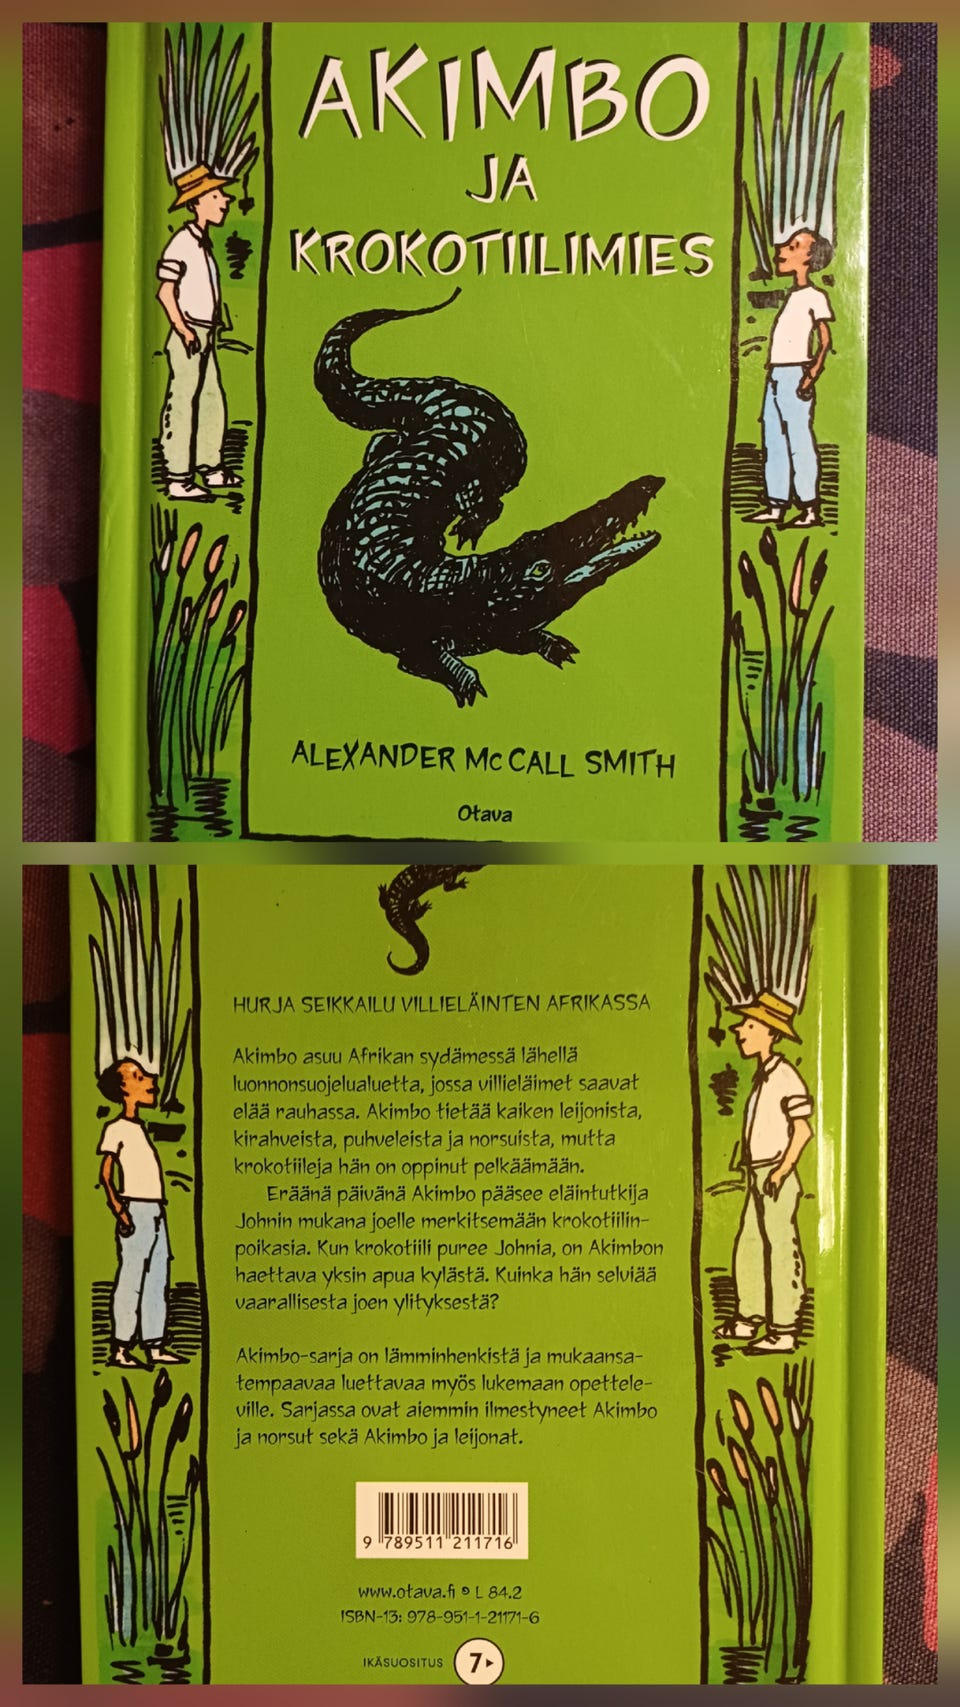 AKIMBO
JA
KROKOTIILIMIES
ALEXANDER McCALL SMITH
Otava
HURJA SEIKKAILU VILLIELÄINTEN AFRIKASSA
Akimbo asuu Afrikan sydämessä lähellä
luonnonsuojelualuetta, jossa villieläimet saavat
elää rauhassa. Akimbo tietää kaiken leijonista,
kirahveista, puhveleista ja norsuista, mutta
krokotiileja hän on oppinut pelkäämään.
Eräänä päivänä Akimbo pääsee eläintutkija
Johnin mukana joelle merkitsemään krokotiilin-
poikasia. Kun krokotiili puree Johnia, on Akimbon
haettava yksin apua kylästä. Kuinka hän selviää
vaarallisesta joen ylityksestä?
Akimbo-sarja on lämminhenkistä ja mukaansa-
tempaavaa luettavaa myös lukemaan opettele-
ville. Sarjassa ovat aiemmin ilmestyneet Akimbo
ja norsut sekä Akimbo ja leijonat.
9 789511 211716
www.otava.fi • L 84.2
ISBN-13: 978-951-1-21171-6
IKÄSUOSITUS 7▸